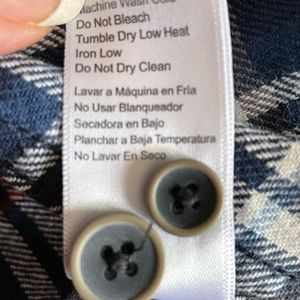 Machine Wash Cold
Do Not Bleach
Tumble Dry Low Heat
Iron Low
Do Not Dry Clean
Lavar a Máquina en Fría
No Usar Blanqueador
Secadora en Bajo
Planchar a Baja Temperatura
No Lavar En Seco